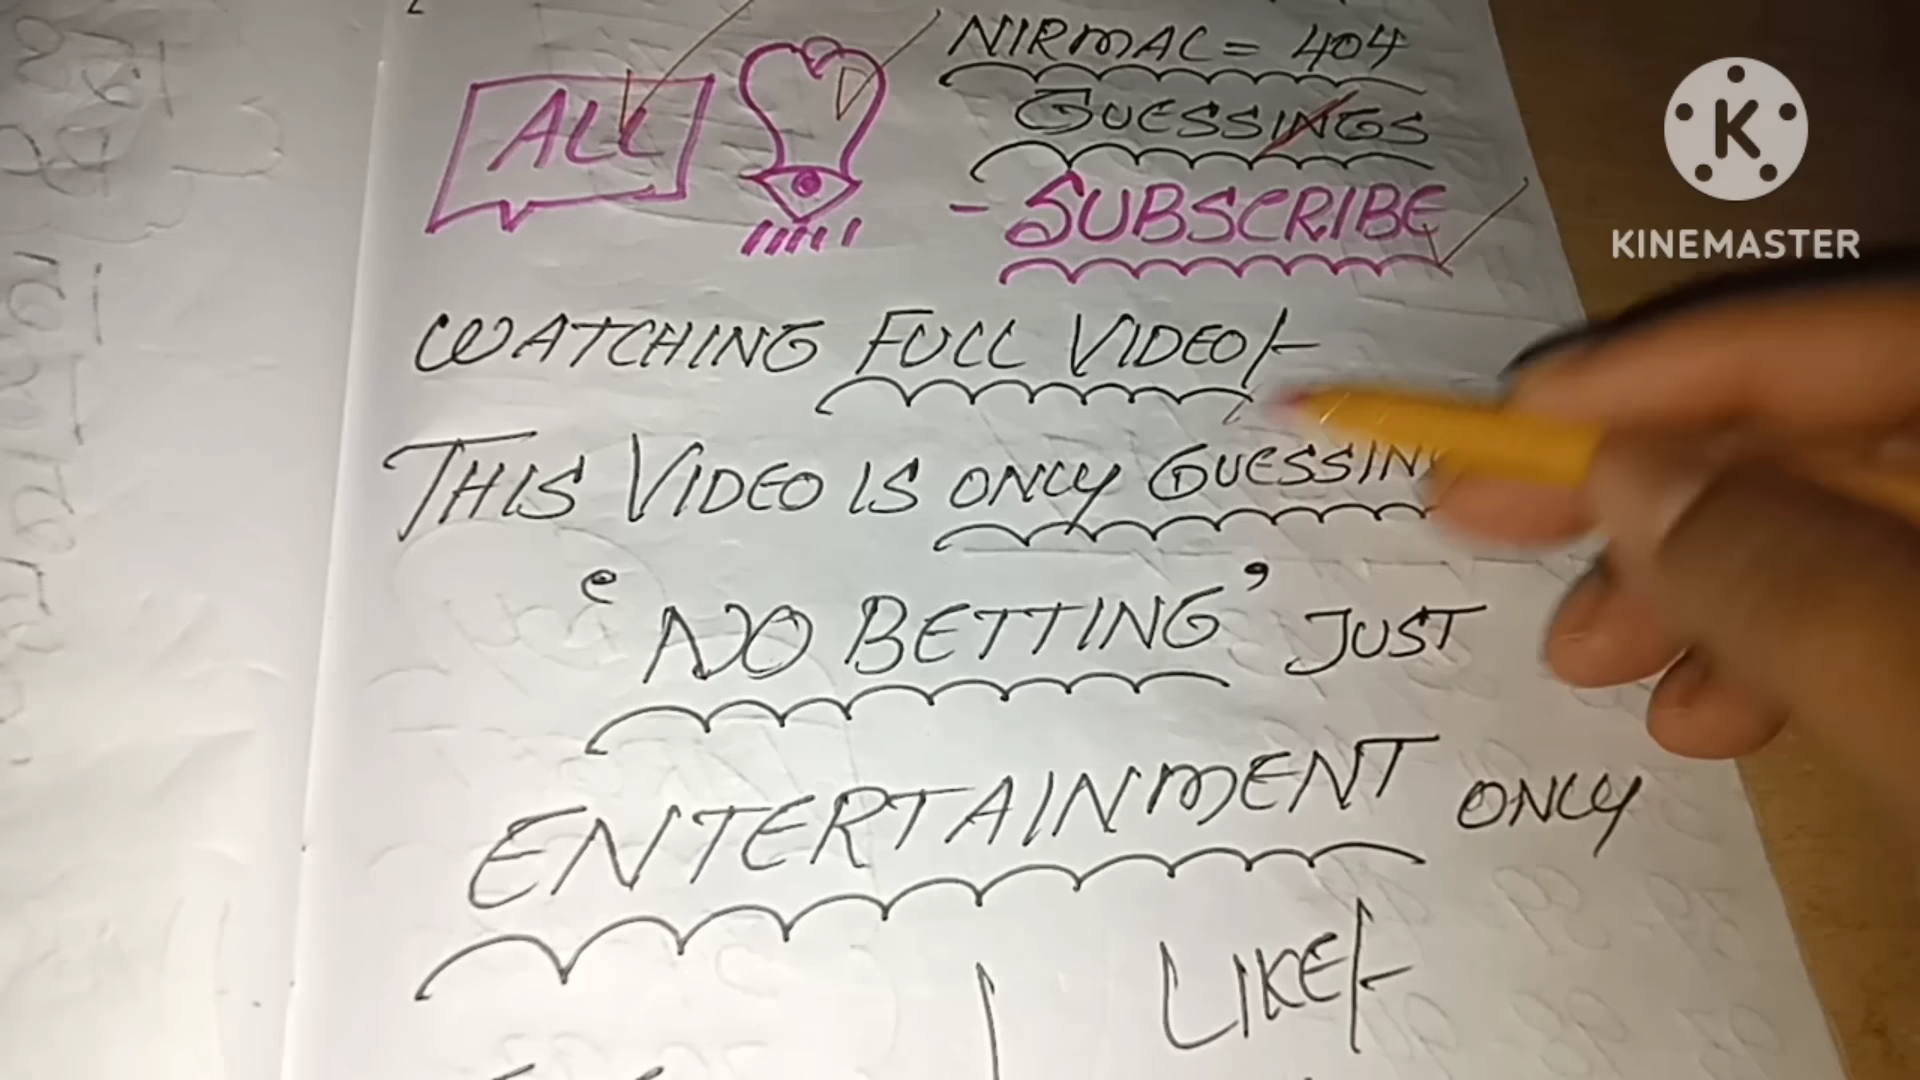 NIRMAL = 404
GUESSINGS
ALL
- SUBSCRIBE
WATCHING FULL VIDEO/-
THIS VIDEO IS ONLY GUESSIN
'NO BETTING' JUST
ENTERTAINMENT ONLY
LIKE/-
K
KINEMASTER